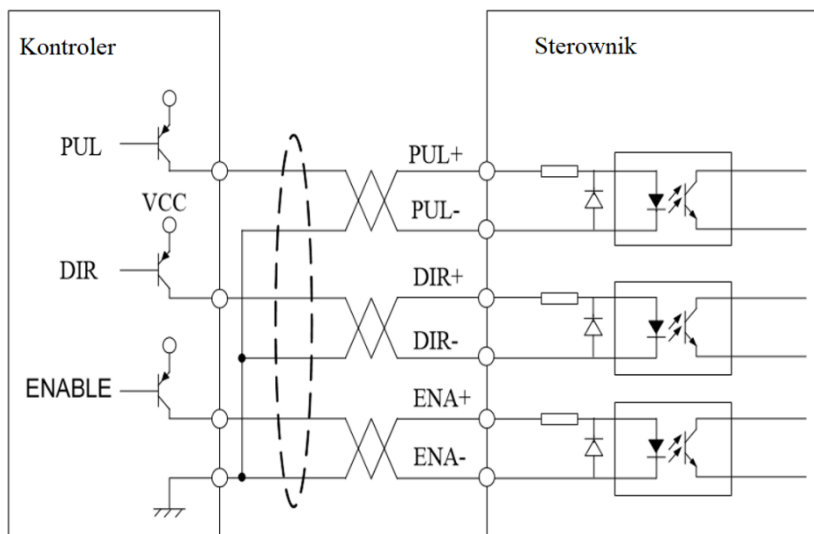 Kontroler
Sterownik
PUL
PUL+
PUL-
VCC
DIR
DIR+
DIR-
ENABLE
ENA+
ENA-